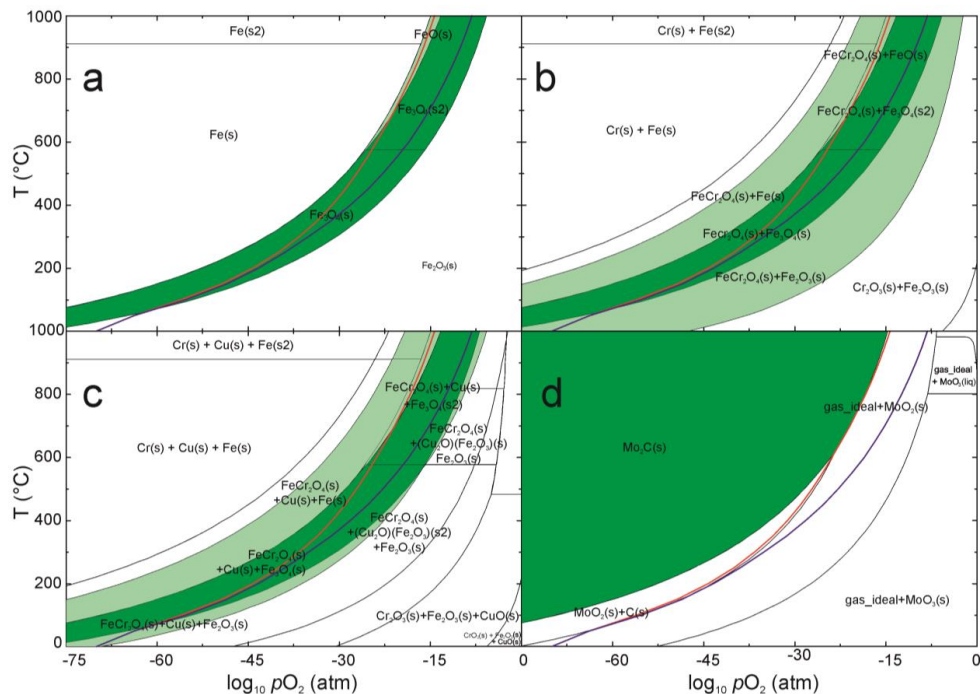 1000
Fe(s2)
FeO(s)
800
a
Fe₃O₄(s2)
600
Fe(s)
T (°C)
400
Fe₃O₄(s)
200
Fe₂O₃(s)
Cr(s) + Fe(s2)
FeCr₂O₄(s)+FeO(s)
b
FeCr₂O₄(s)+Fe₃O₄(s2)
Cr(s) + Fe(s)
FeCr₂O₄(s)+Fe(s)
Fecr₂O₄(s)+Fe₃O₄(s)
FeCr₂O₄(s)+Fe₂O₃(s)
Cr₂O₃(s)+Fe₂O₃(s)
1000
Cr(s) + Cu(s) + Fe(s2)
800
c
FeCr₂O₄(s)+Cu(s)
+Fe₃O₄(s2)
FeCr₂O₄(s)
+(Cu₂O)(Fe₂O₃)(s)
Fe₂O₃(s)
600
Cr(s) + Cu(s) + Fe(s)
T (°C)
FeCr₂O₄(s)
+Cu(s)+Fe(s)
400
FeCr₂O₄(s)
+(Cu₂O)(Fe₂O₃)(s2)
+Fe₂O₃(s)
FeCr₂O₄(s)
+Cu(s)+Fe₃O₄(s)
200
FeCr₂O₄(s)+Cu(s)+Fe₂O₃(s)
Cr₂O₃(s)+Fe₂O₃(s)+CuO(s)
+ CuO(s)
0
-75 -60 -45 -30 -15
log₁₀ pO₂ (atm)
d
gas_ideal
+ MoO₃(liq)
gas_ideal+MoO₂(s)
Mo₂C(s)
MoO₂(s)+C(s)
gas_ideal+MoO₃(s)
0 -60 -45 -30 -15 0
log₁₀ pO₂ (atm)